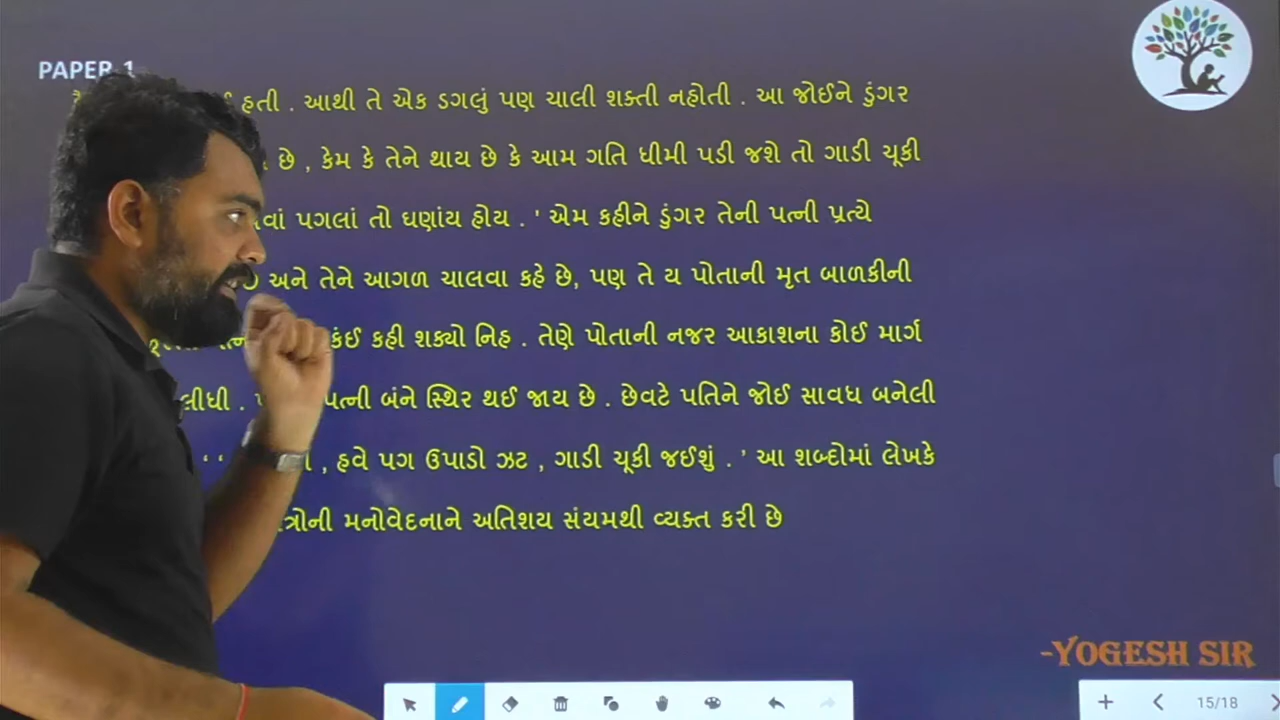 PAPER-1
હતી . આથી તે એક ડગલું પણ ચાલી શક્તી નહોતી . આ જોઈને ડુંગર
છે , કેમ કે તેને થાય છે કે આમ ગતિ ધીમી પડી જશે તો ગાડી ચૂકી
પગલાં તો ઘણાંય હોય . ' એમ કહીને ડુંગર તેની પત્ની પ્રત્યે
અને તેને આગળ ચાલવા કહે છે, પણ તે ય પોતાની મૃત બાળકીની
કંઈ કહી શક્યો નિહ . તેણે પોતાની નજર આકાશના કોઈ માર્ગ
લીધી . પત્ની બંને સ્થિર થઈ જાય છે . છેવટે પતિને જોઈ સાવધ બનેલી
‘ ‘ , હવે પગ ઉપાડો ઝટ , ગાડી ચૂકી જઈશું . ' આ શબ્દોમાં લેખકે
મનોવેદનાને અતિશય સંયમથી વ્યક્ત કરી છે
-YOGESH SIR
15/18